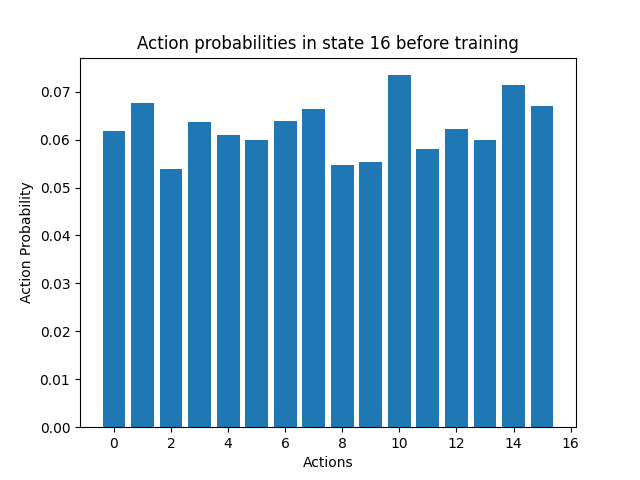 Action probabilities in state 16 before training
0.07
0.06
0.05
0.04
0.03
0.02
0.01
0.00
Action Probability
0 2 4 6 8 10 12 14 16
Actions